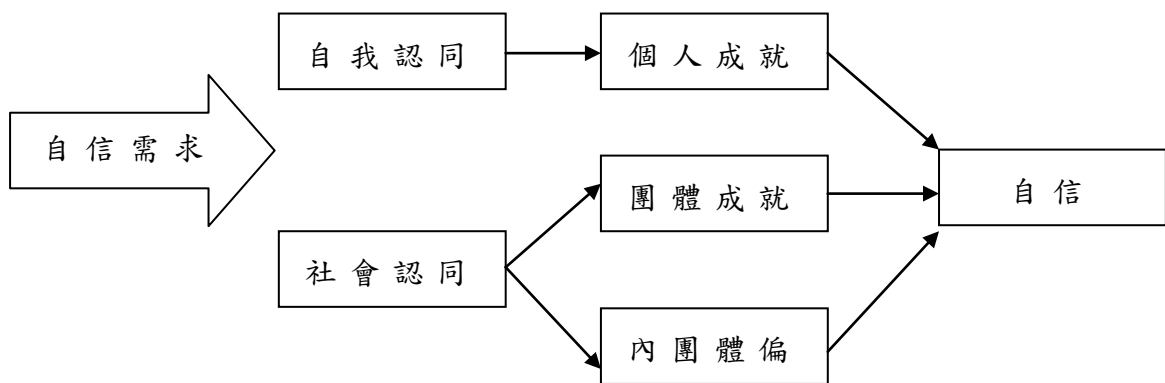 自我認同
個人成就
自信需求
團體成就
自信
社會認同
內團體偏